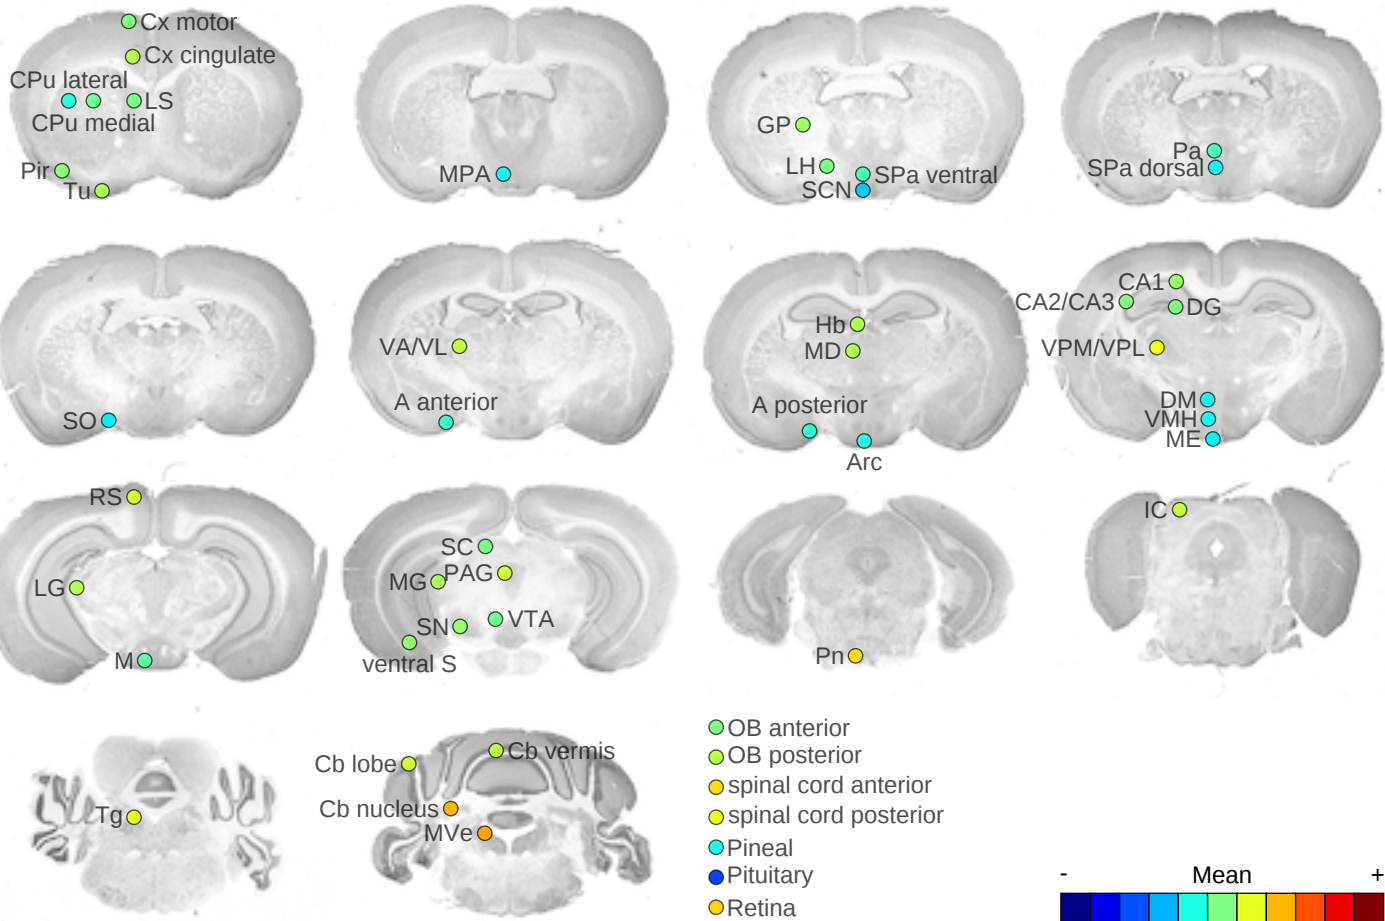 Cx motor
Cx cingulate
CPu lateral
LS
CPu medial
Pir
Tu
MPA
GP
LH
SPa ventral
SCN
Pa
SPa dorsal
SO
VA/VL
A anterior
Hb
MD
A posterior
Arc
CA1
CA2/CA3
DG
VPM/VPL
DM
VMH
ME
RS
LG
M
SC
PAG
MG
VTA
SN
ventral S
Pn
IC
Tg
Cb lobe
Cb vermis
Cb nucleus
MVe
OB anterior
OB posterior
spinal cord anterior
spinal cord posterior
Pineal
Pituitary
Retina
- Mean +